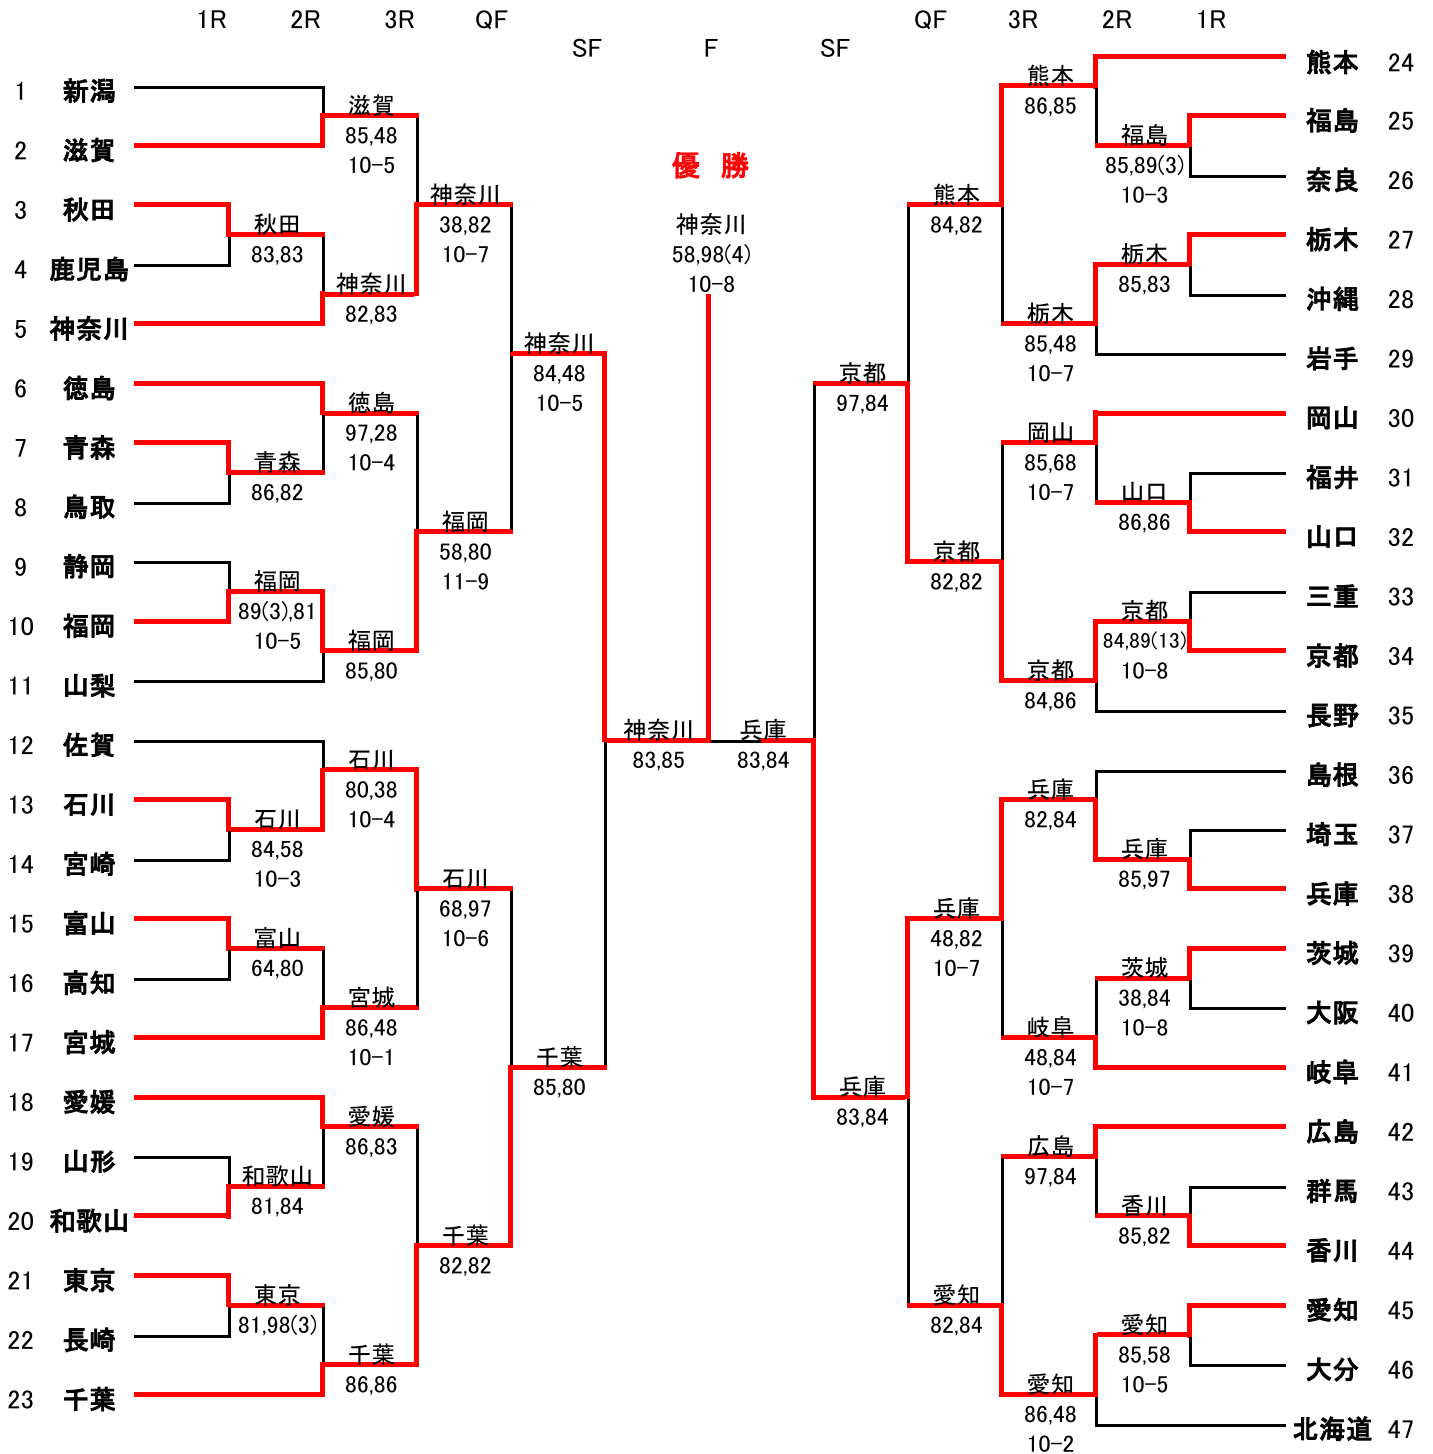 1R 2R 3R QF SF F SF QF 3R 2R 1R
1 新潟
2 滋賀
3 秋田
4 鹿児島
5 神奈川
6 徳島
7 青森
8 鳥取
9 静岡
10 福岡
11 山梨
12 佐賀
13 石川
14 宮崎
15 富山
16 高知
17 宮城
18 愛媛
19 山形
20 和歌山
21 東京
22 長崎
23 千葉
秋田
83,83
青森
86,82
福岡
89(3),81
10-5
石川
84,58
10-3
富山
64,80
和歌山
81,84
東京
81,98(3)
滋賀
85,48
10-5
神奈川
82,83
徳島
97,28
10-4
福岡
85,80
石川
80,38
10-4
宮城
86,48
10-1
愛媛
86,83
千葉
86,86
神奈川
38,82
10-7
福岡
58,80
11-9
石川
68,97
10-6
千葉
82,82
神奈川
84,48
10-5
千葉
85,80
神奈川
83,85
優 勝
神奈川
58,98(4)
10-8
兵庫
83,84
京都
97,84
兵庫
83,84
熊本
84,82
京都
82,82
兵庫
48,82
10-7
愛知
82,84
熊本
86,85
栃木
85,48
10-7
岡山
85,68
10-7
京都
84,86
兵庫
82,84
岐阜
48,84
10-7
広島
97,84
愛知
86,48
10-2
福島
85,89(3)
10-3
栃木
85,83
山口
86,86
京都
84,89(13)
10-8
兵庫
85,97
茨城
38,84
10-8
香川
85,82
愛知
85,58
10-5
熊本 24
福島 25
奈良 26
栃木 27
沖縄 28
岩手 29
岡山 30
福井 31
山口 32
三重 33
京都 34
長野 35
島根 36
埼玉 37
兵庫 38
茨城 39
大阪 40
岐阜 41
広島 42
群馬 43
香川 44
愛知 45
大分 46
北海道 47